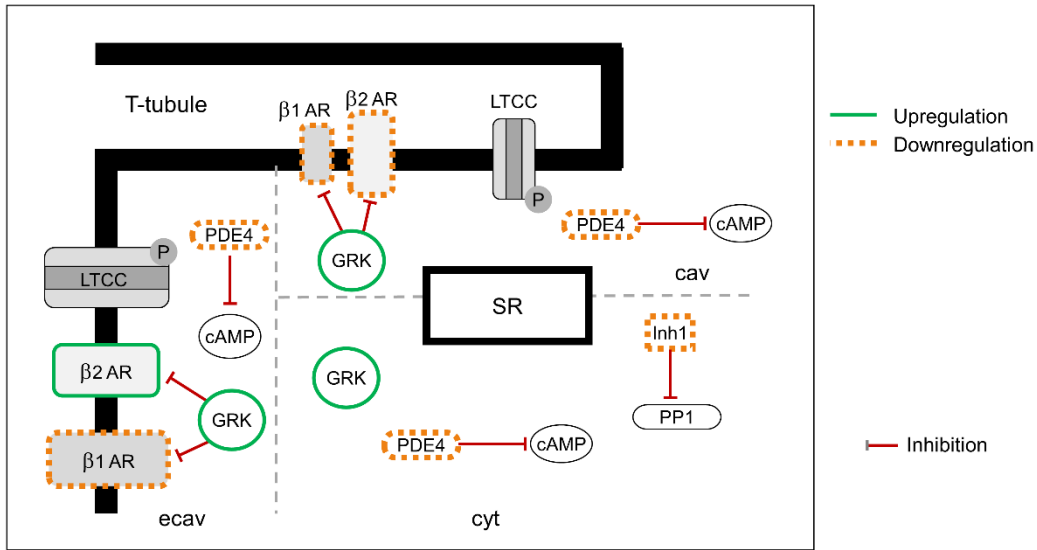 T-tubule
β1 AR
β2 AR
LTCC
P
PDE4
cAMP
GRK
cav
PDE4
P
LTCC
cAMP
SR
Inh1
PP1
β2 AR
GRK
β1 AR
GRK
PDE4
cAMP
ecav
cyt
Upregulation
Downregulation
Inhibition